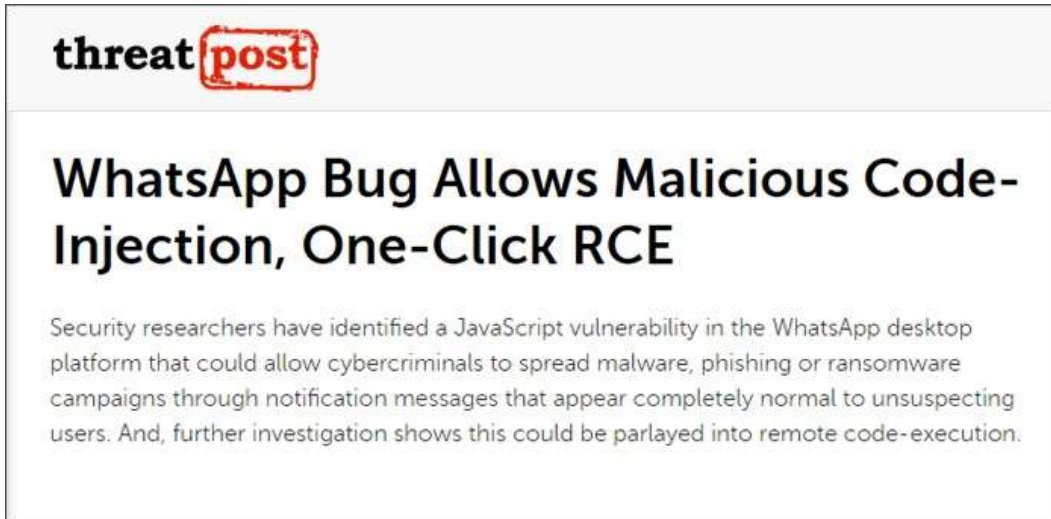 threatpost
WhatsApp Bug Allows Malicious Code-
Injection, One-Click RCE
Security researchers have identified a JavaScript vulnerability in the WhatsApp desktop
platform that could allow cybercriminals to spread malware, phishing or ransomware
campaigns through notification messages that appear completely normal to unsuspecting
users. And, further investigation shows this could be parlayed into remote code-execution.